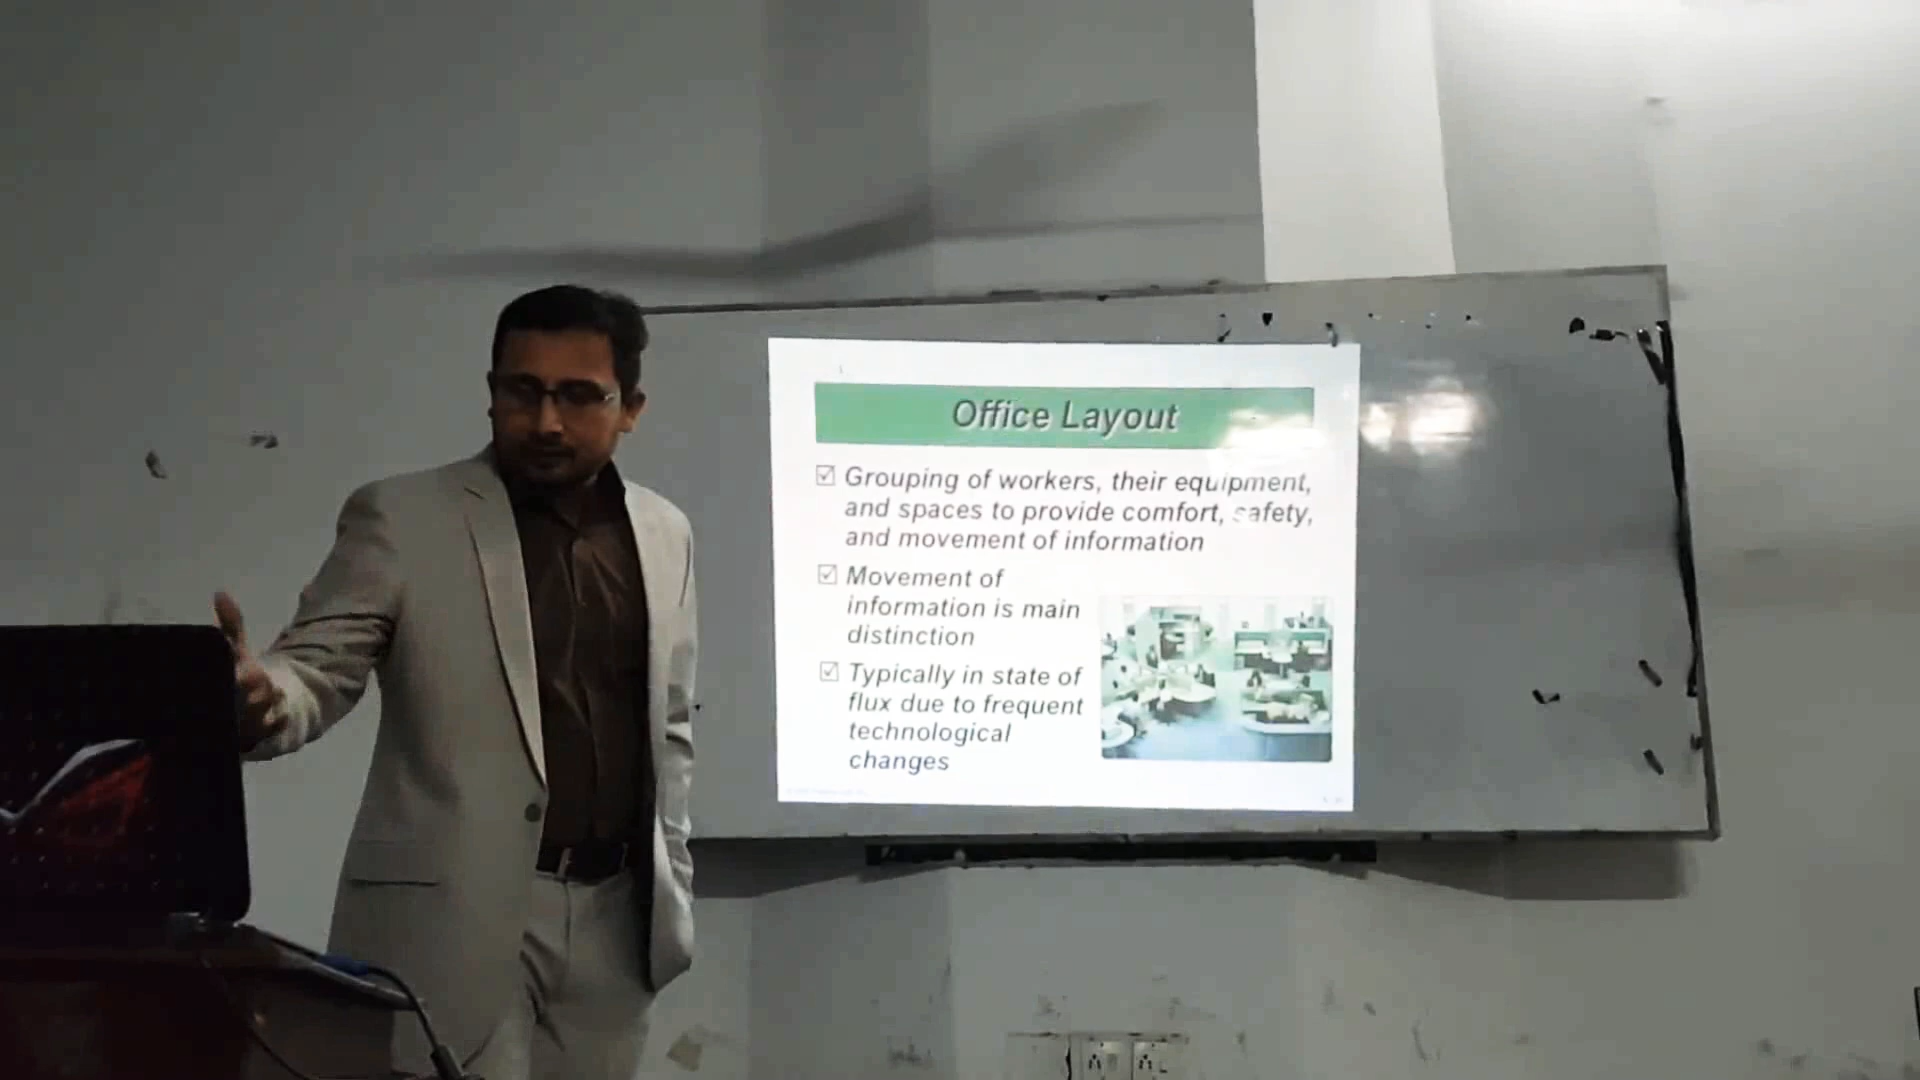 Office Layout
Grouping of workers, their equipment,
and spaces to provide comfort, safety,
and movement of information
Movement of
information is main
distinction
Typically in state of
flux due to frequent
technological
changes